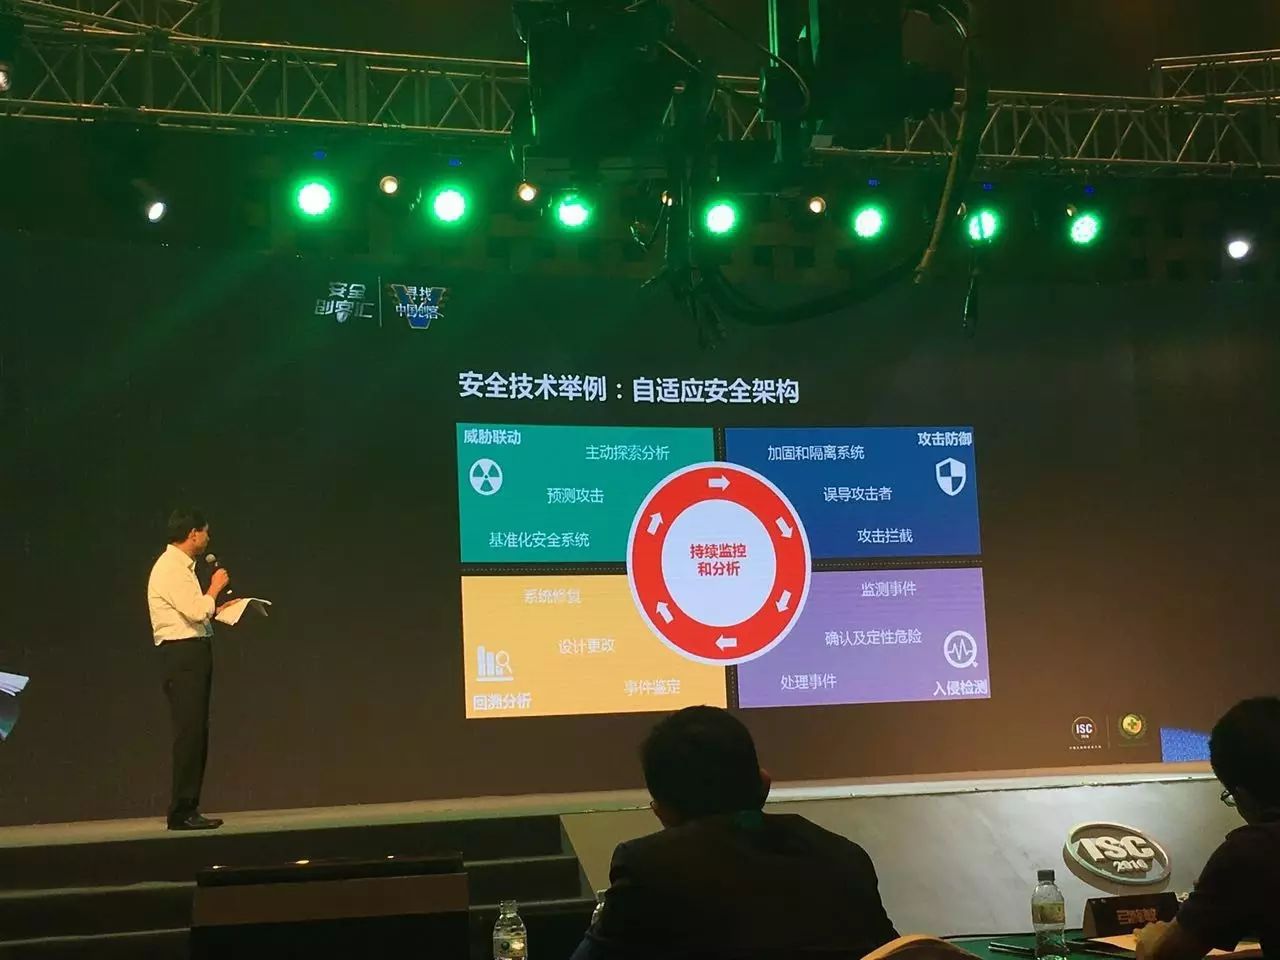 安全
创客汇
寻找
中国创客
安全技术举例：自适应安全架构
威胁联动
主动探索分析
预测攻击
基准化安全系统
加固和隔离系统
攻击防御
误导攻击者
攻击拦截
持续监控
和分析
系统修复
设计更改
事件鉴定
回溯分析
监测事件
确认及定性危险
处理事件
入侵检测
ISC
ISC
2016